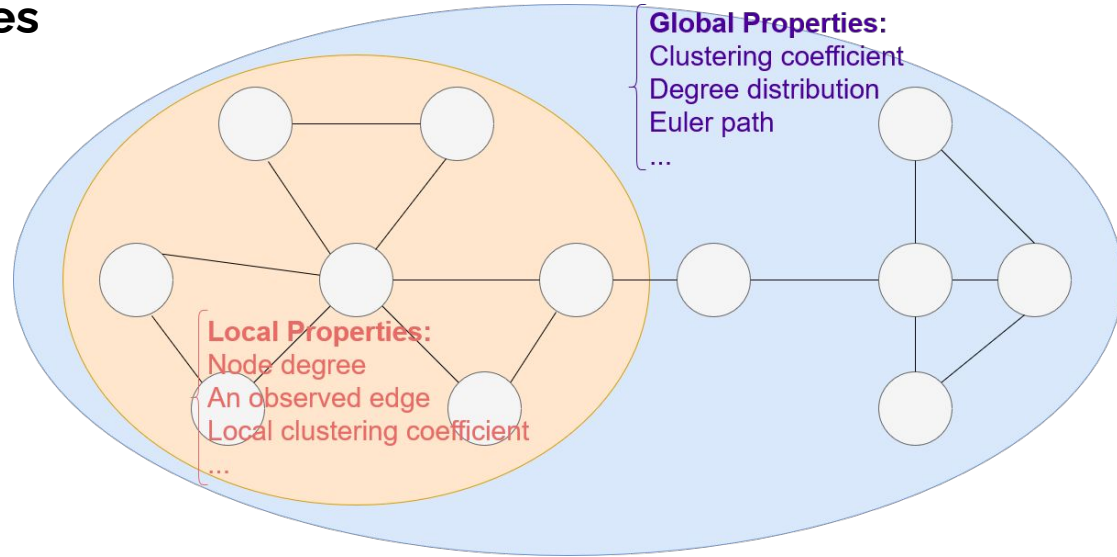 es
Global Properties:
Clustering coefficient
Degree distribution
Euler path
...
Local Properties:
Node degree
An observed edge
Local clustering coefficient
...